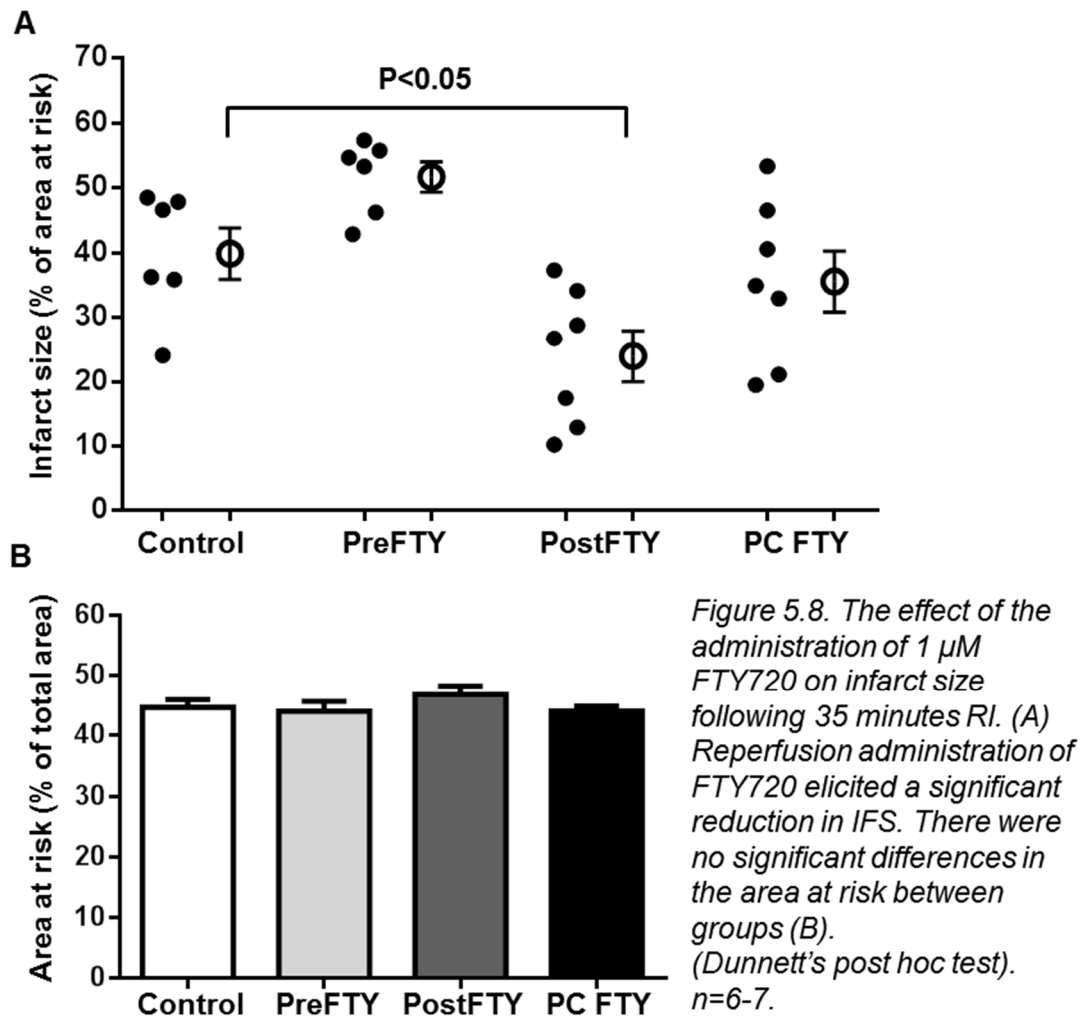 A
Infarct size (% of area at risk)
70
60
50
40
30
20
10
0
P<0.05
Control
PreFTY
PostFTY
PC FTY
B
Area at risk (% of total area)
60
50
40
30
20
10
0
Control
PreFTY
PostFTY
PC FTY
Figure 5.8. The effect of the
administration of 1 µM
FTY720 on infarct size
following 35 minutes RI. (A)
Reperfusion administration of
FTY720 elicited a significant
reduction in IFS. There were
no significant differences in
the area at risk between
groups (B).
(Dunnett's post hoc test).
n=6-7.